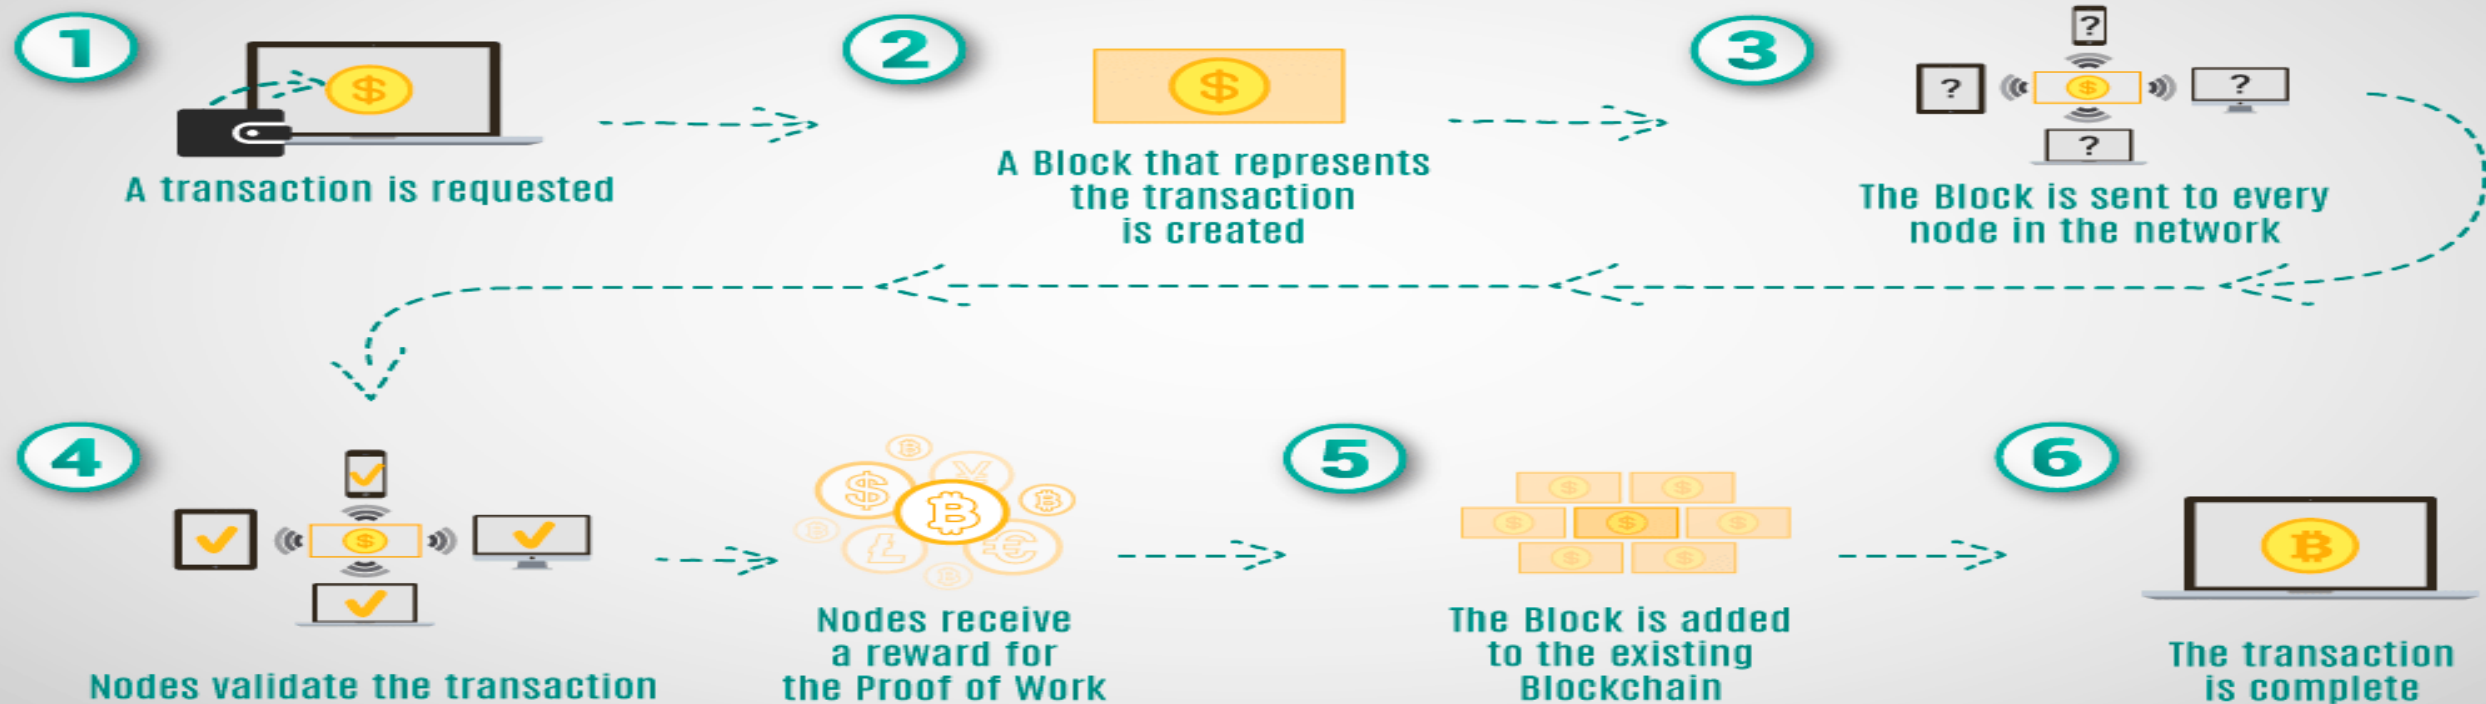 1
A transaction is requested
2
A Block that represents
the transaction
is created
3
?
?
$
?
?
The Block is sent to every
node in the network
4
Nodes validate the transaction
Nodes receive
a reward for
the Proof of Work
5
The Block is added
to the existing
Blockchain
6
The transaction
is complete